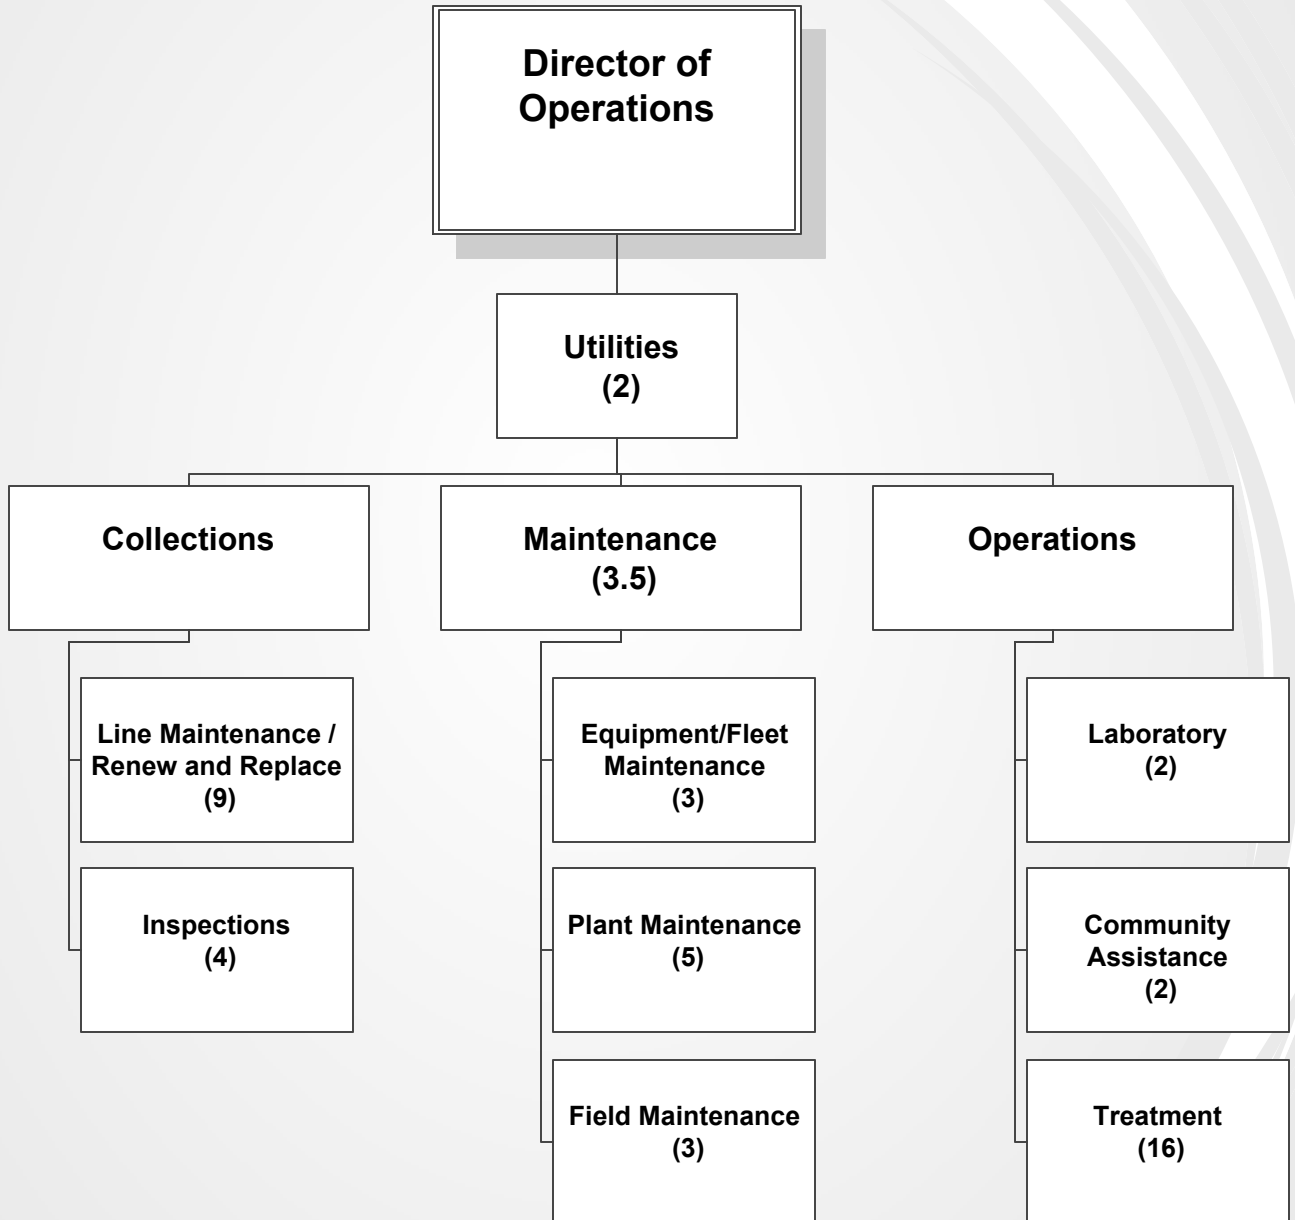 Director of
Operations
Utilities
(2)
Collections
Maintenance
(3.5)
Operations
Line Maintenance /
Renew and Replace
(9)
Inspections
(4)
Equipment/Fleet
Maintenance
(3)
Plant Maintenance
(5)
Field Maintenance
(3)
Laboratory
(2)
Community
Assistance
(2)
Treatment
(16)